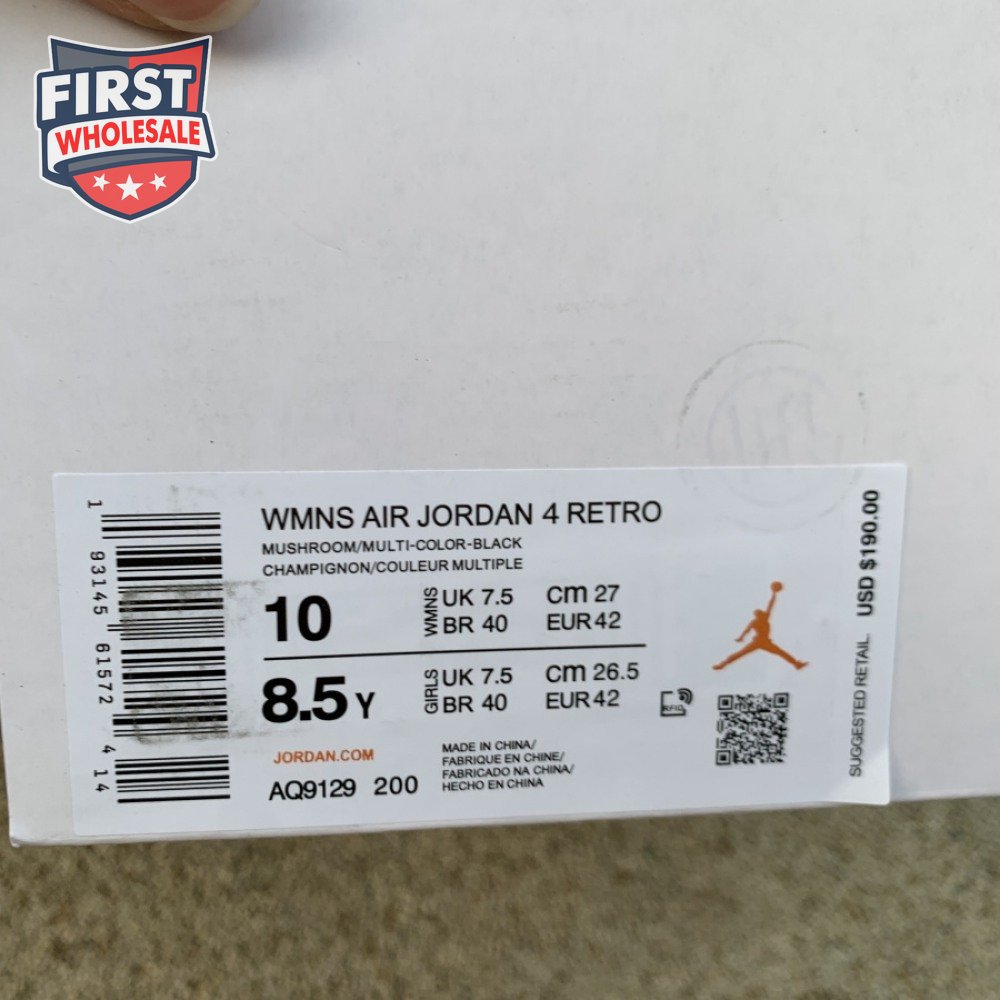 FIRST
WHOLESALE
WMNS AIR JORDAN 4 RETRO
MUSHROOM/MULTI-COLOR-BLACK
CHAMPIGNON/COULEUR MULTIPLE
10
WMNS
UK 7.5 cm 27
BR 40 EUR 42
8.5 Y
GIRLS
UK 7.5 cm 26.5
BR 40 EUR 42
RFID
JORDAN.COM
AQ9129 200
MADE IN CHINA/
FABRIQUE EN CHINE/
FABRICADO NA CHINA/
HECHO EN CHINA
1 93145 61572 4 14
SUGGESTED RETAIL USD $190.00